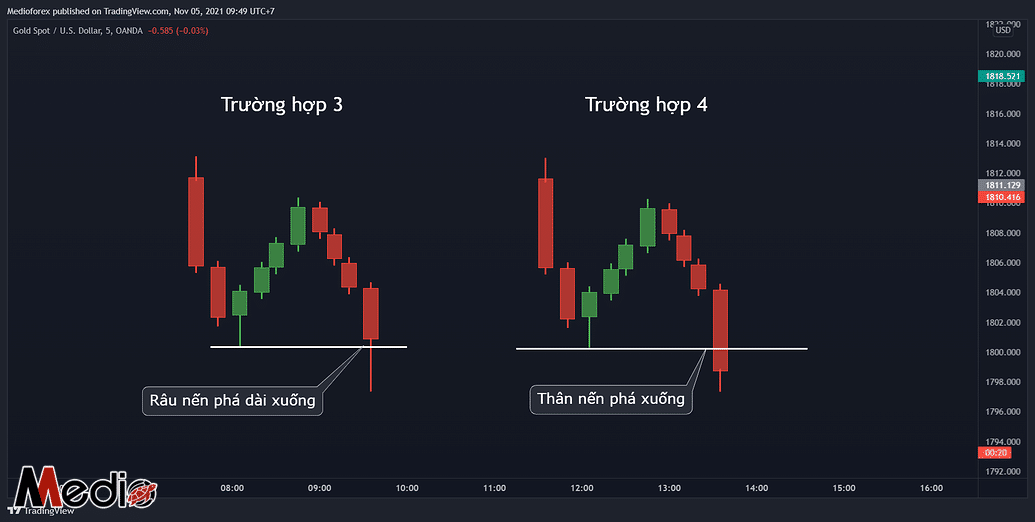 Medioforex published on TradingView.com, Nov 05, 2021 09:49 UTC+7
Gold Spot / U.S. Dollar, 5, OANDA −0.585 (−0.03%)
USD
1820.000
1818.521
1818.000
1816.000
1814.000
1812.000
1811.129
1810.416
1808.000
1806.000
1804.000
1802.000
1800.000
1798.000
1796.000
1794.000
00:20
1792.000
Trường hợp 3
Trường hợp 4
Râu nến phá dài xuống
Thân nến phá xuống
08:00 09:00 10:00 11:00 12:00 13:00 14:00 15:00 16:00
Medio
TradingView